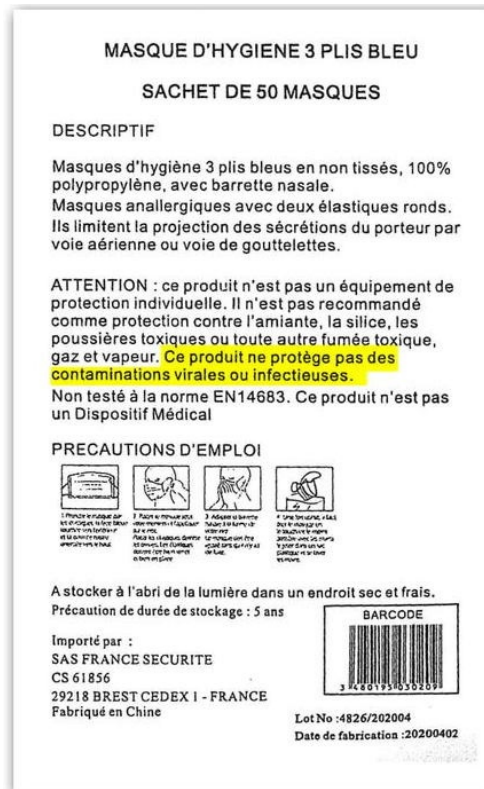 MASQUE D'HYGIENE 3 PLIS BLEU
SACHET DE 50 MASQUES
DESCRIPTIF
Masques d'hygiène 3 plis bleus en non tissés, 100%
polypropylène, avec barrette nasale.
Masques anallergiques avec deux élastiques ronds.
Ils limitent la projection des sécrétions du porteur par
voie aérienne ou voie de gouttelettes.
ATTENTION : ce produit n'est pas un équipement de
protection individuelle. Il n'est pas recommandé
comme protection contre l'amiante, la silice, les
poussières toxiques ou toute autre fumée toxique,
gaz et vapeur. Ce produit ne protège pas des
contaminations virales ou infectieuses.
Non testé à la norme EN14683. Ce produit n'est pas
un Dispositif Médical
PRECAUTIONS D'EMPLOI
A stocker à l'abri de la lumière dans un endroit sec et frais.
Précaution de durée de stockage : 5 ans
Importé par :
SAS FRANCE SECURITE
CS 61856
29218 BREST CEDEX 1 - FRANCE
Fabriqué en Chine
BARCODE
3 480195 030209
Lot No :4826/202004
Date de fabrication :20200402